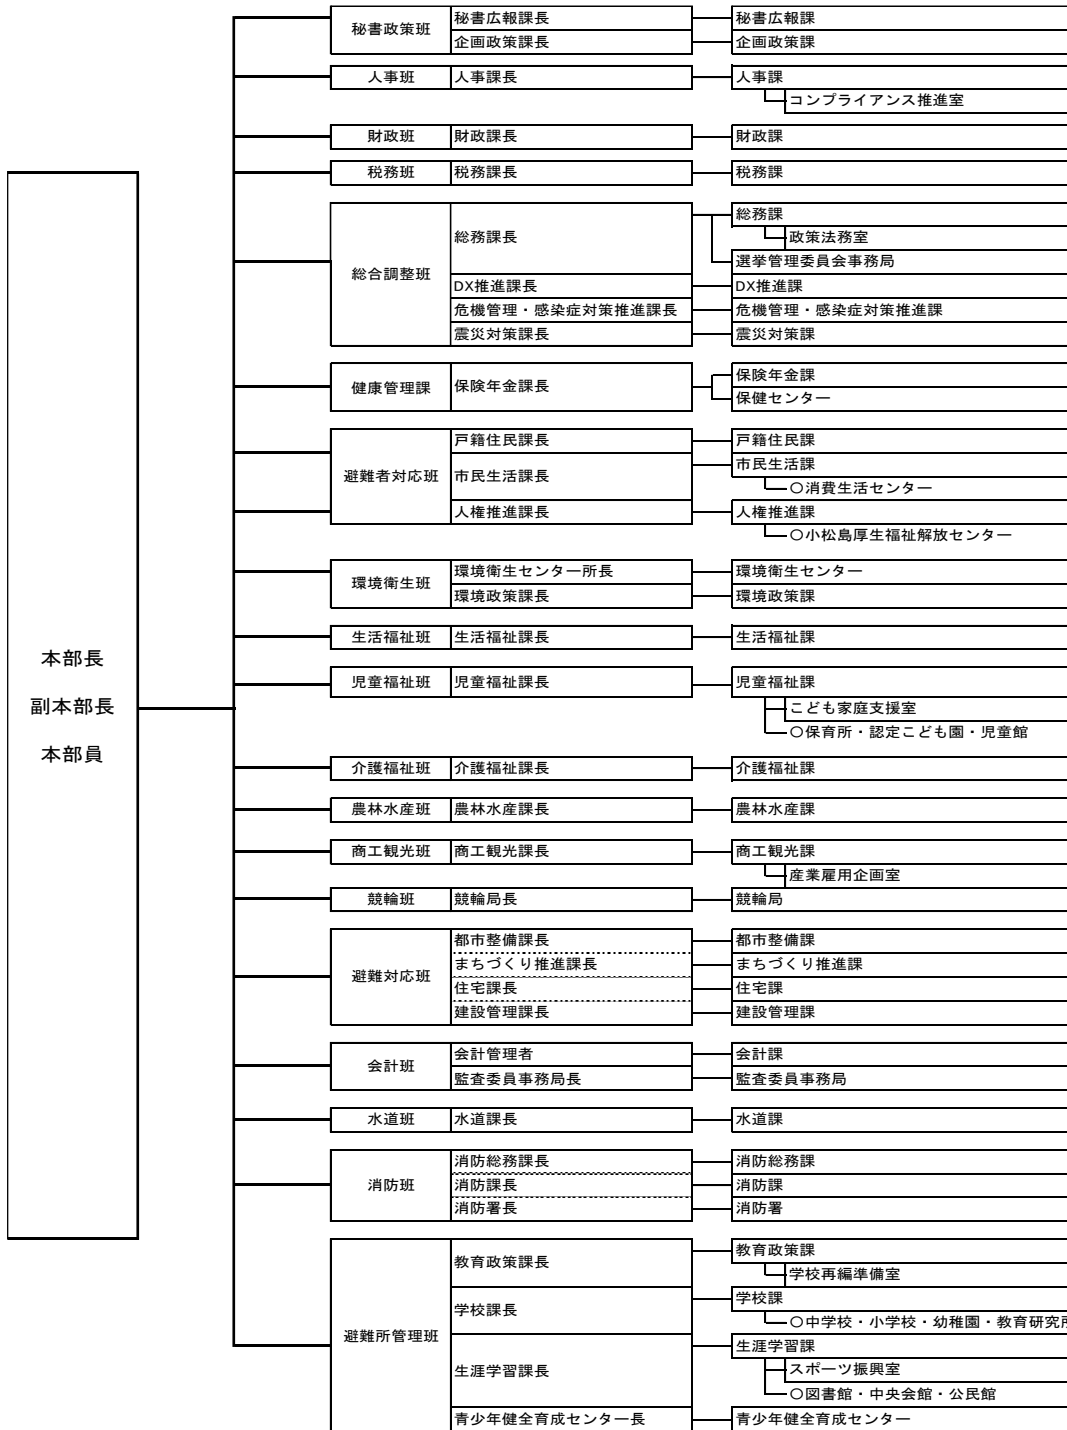 本部長
副本部長
本部員
秘書政策班 秘書広報課長 秘書広報課
企画政策課長 企画政策課
人事班 人事課長 人事課
コンプライアンス推進室
財政班 財政課長 財政課
税務班 税務課長 税務課
総合調整班 総務課長 総務課
政策法務室
選挙管理委員会事務局
DX推進課長 DX推進課
危機管理・感染症対策推進課長 危機管理・感染症対策推進課
震災対策課長 震災対策課
健康管理課 保険年金課長 保険年金課
保健センター
避難者対応班 戸籍住民課長 戸籍住民課
市民生活課長 市民生活課
○消費生活センター
人権推進課長 人権推進課
○小松島厚生福祉解放センター
環境衛生班 環境衛生センター所長 環境衛生センター
環境政策課長 環境政策課
生活福祉班 生活福祉課長 生活福祉課
児童福祉班 児童福祉課長 児童福祉課
こども家庭支援室
○保育所・認定こども園・児童館
介護福祉班 介護福祉課長 介護福祉課
農林水産班 農林水産課長 農林水産課
商工観光班 商工観光課長 商工観光課
産業雇用企画室
競輪班 競輪局長 競輪局
避難対応班 都市整備課長 都市整備課
まちづくり推進課長 まちづくり推進課
住宅課長 住宅課
建設管理課長 建設管理課
会計班 会計管理者 会計課
監査委員事務局長 監査委員事務局
水道班 水道課長 水道課
消防班 消防総務課長 消防総務課
消防課長 消防課
消防署長 消防署
避難所管理班 教育政策課長 教育政策課
学校再編準備室
学校課長 学校課
○中学校・小学校・幼稚園・教育研究所
生涯学習課長 生涯学習課
スポーツ振興室
○図書館・中央会館・公民館
青少年健全育成センター長 青少年健全育成センター